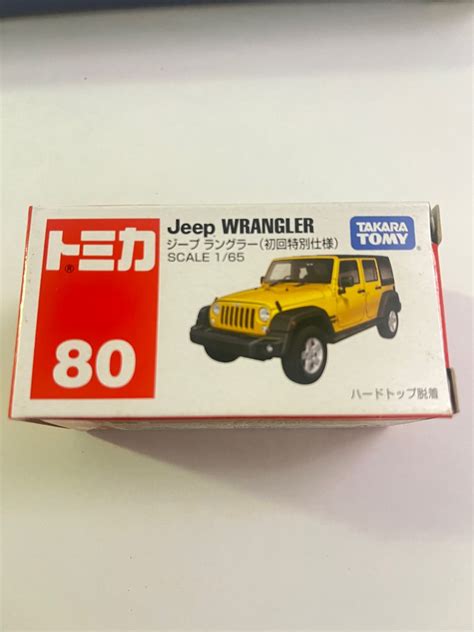 トミカ®
80
Jeep WRANGLER
ジープ ラングラー(初回特別仕様)
SCALE 1/65
TAKARA
TOMY
ハードトップ脱着